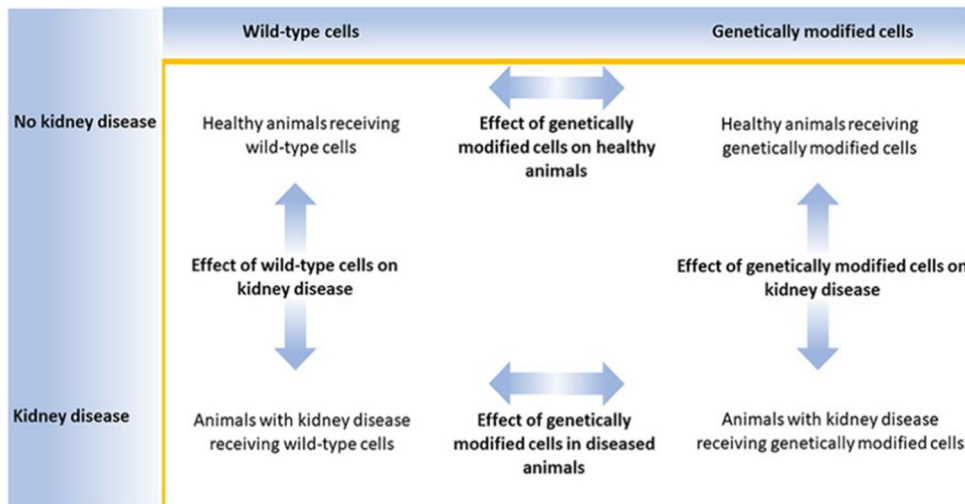 Wild-type cells
Genetically modified cells
No kidney disease
Healthy animals receiving
wild-type cells
Effect of genetically
modified cells on healthy
animals
Healthy animals receiving
genetically modified cells
Effect of wild-type cells on
kidney disease
Effect of genetically modified cells on
kidney disease
Kidney disease
Animals with kidney disease
receiving wild-type cells
Effect of genetically
modified cells in diseased
animals
Animals with kidney disease
receiving genetically modified cells